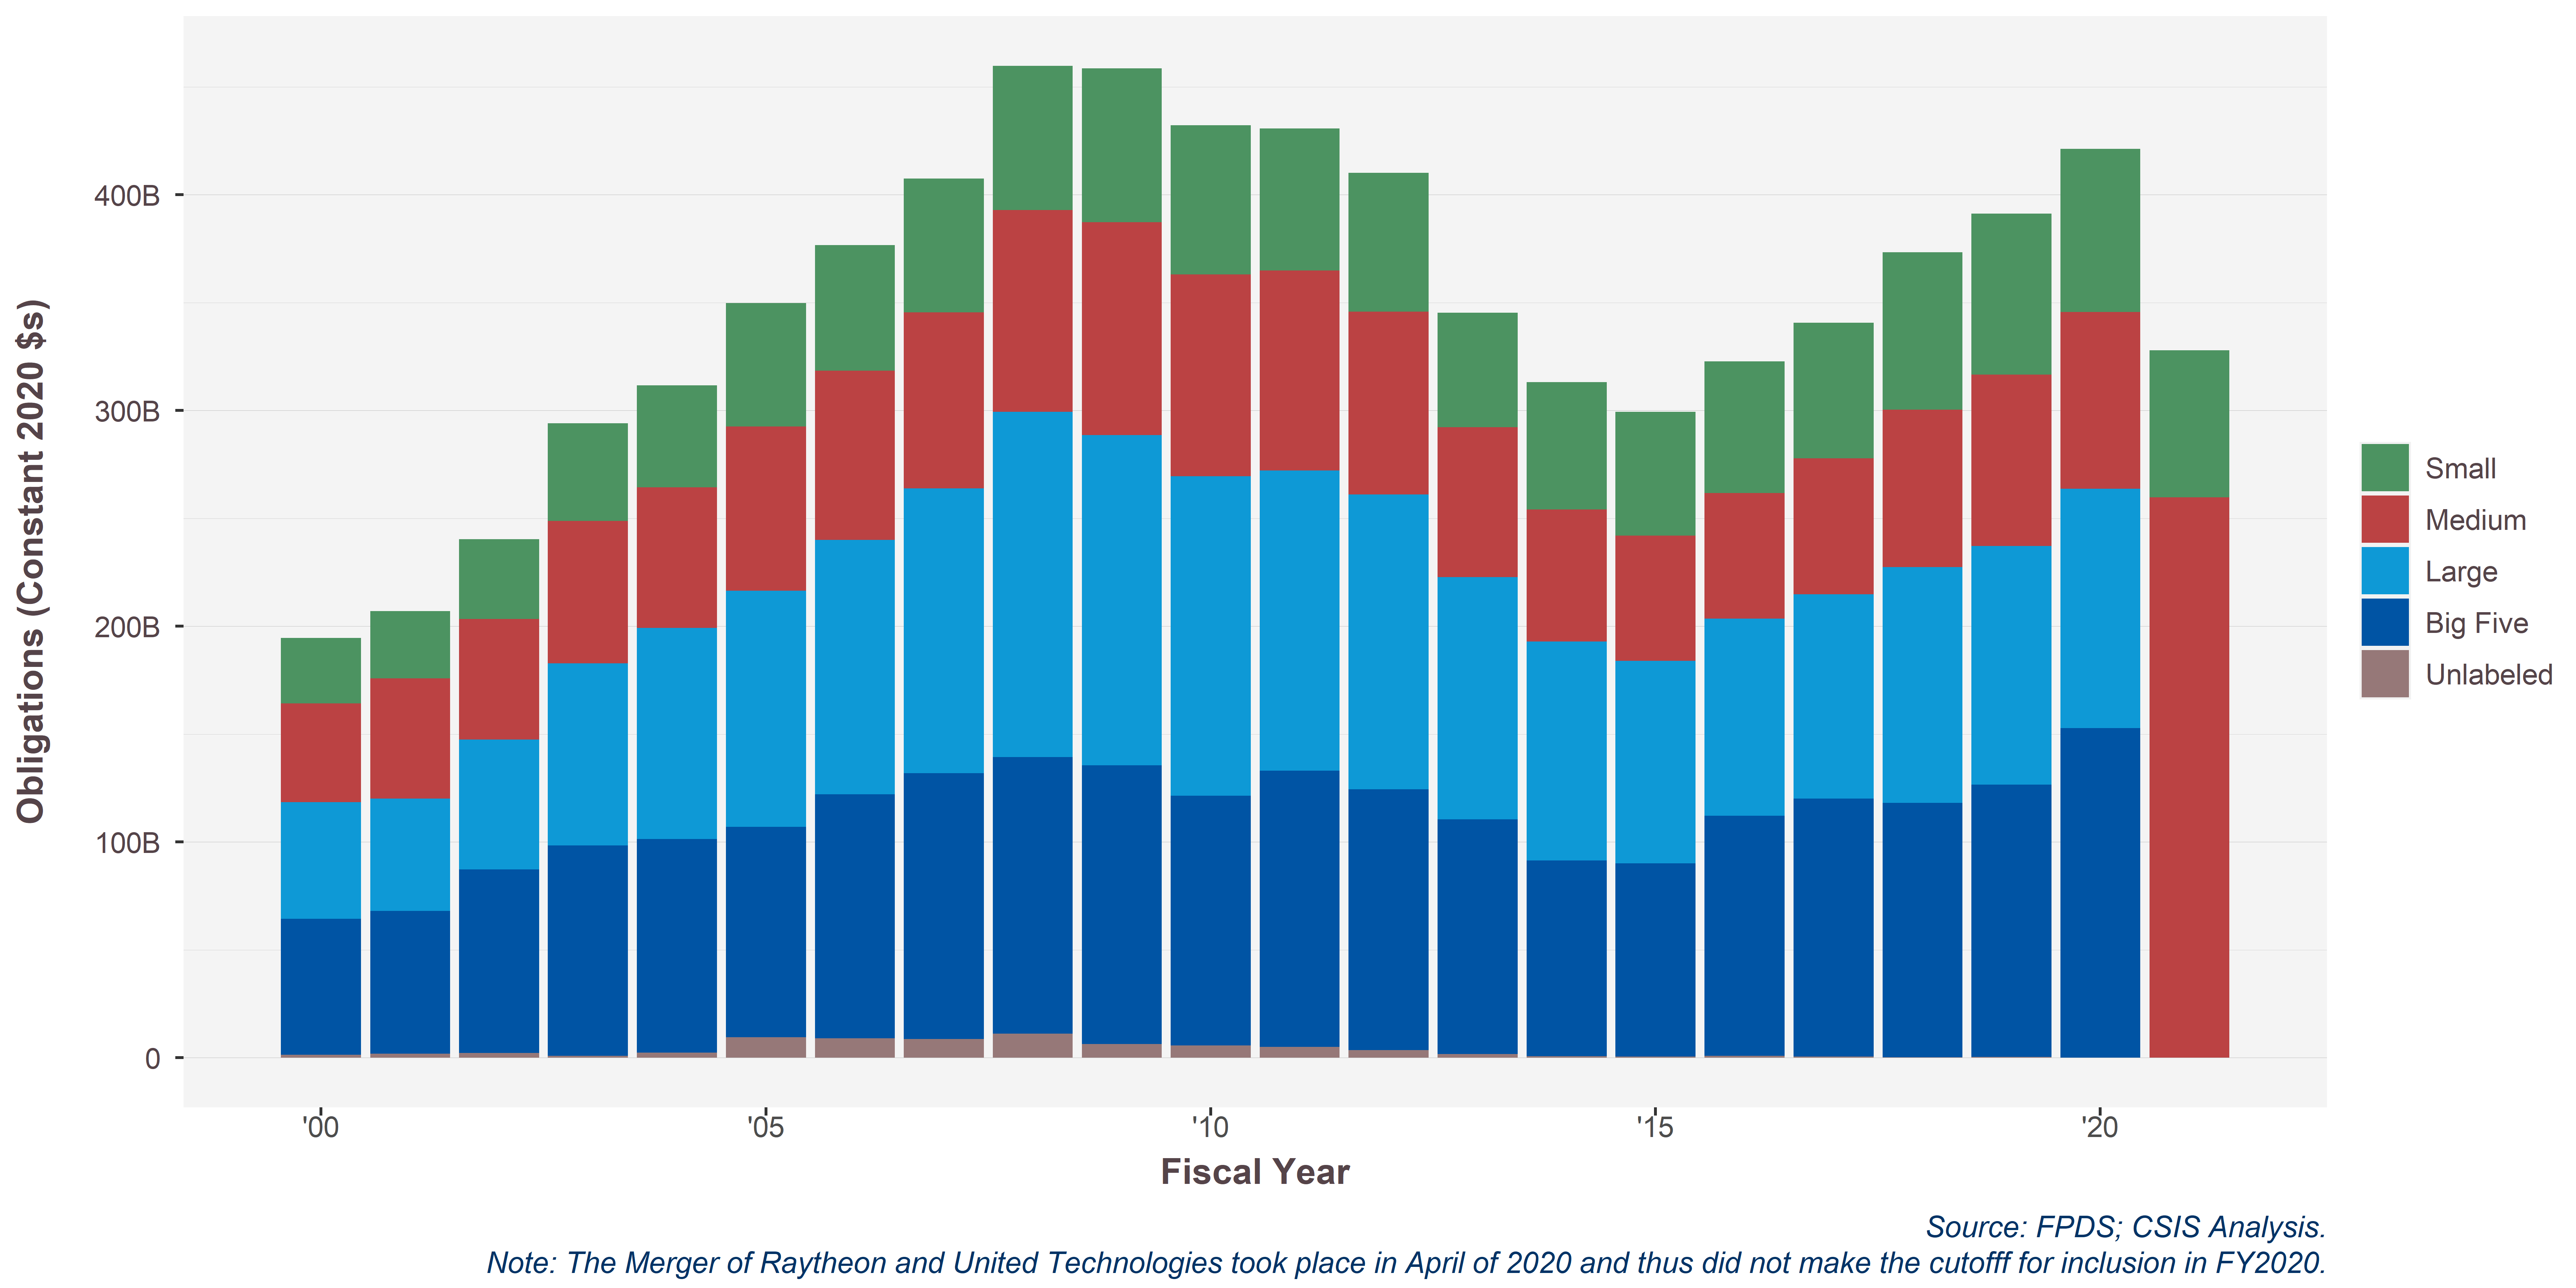 Obligations (Constant 2020 $s)
400B
300B
200B
100B
0
'00
'05
'10
'15
'20
Fiscal Year
Small
Medium
Large
Big Five
Unlabeled
Source: FPDS; CSIS Analysis.
Note: The Merger of Raytheon and United Technologies took place in April of 2020 and thus did not make the cutofff for inclusion in FY2020.